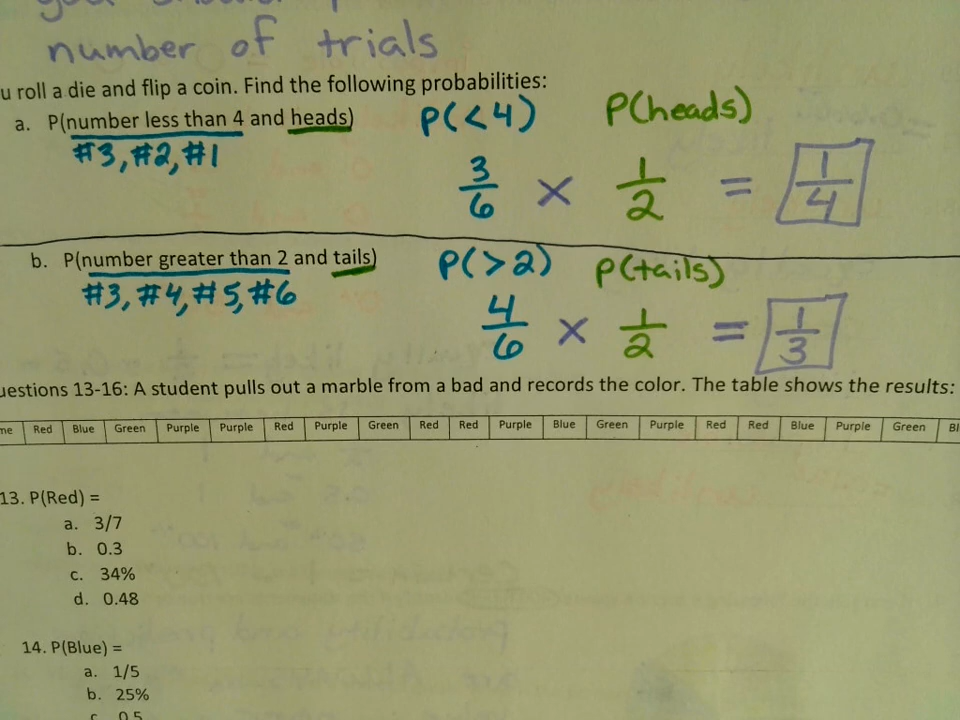 number of trials
u roll a die and flip a coin. Find the following probabilities:
a. P(number less than 4 and heads) P(<4) P(heads)
#3, #2, #1
3/6 × 1/2 = 1/4
b. P(number greater than 2 and tails) P(>2) P(tails)
#3, #4, #5, #6
4/6 × 1/2 = 1/3
uestions 13-16: A student pulls out a marble from a bad and records the color. The table shows the results:
me Red Blue Green Purple Purple Red Purple Green Red Red Purple Blue Green Purple Red Red Blue Purple Green Bl
13. P(Red) =
a. 3/7
b. 0.3
c. 34%
d. 0.48
14. P(Blue) =
a. 1/5
b. 25%
c. 0.5